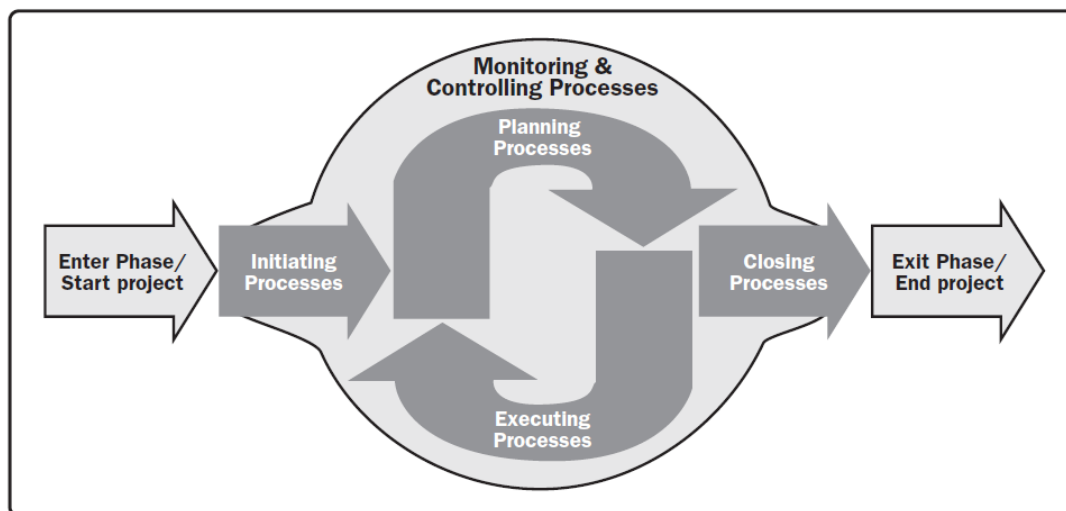 Monitoring &
Controlling Processes
Planning
Processes
Enter Phase/
Start project
Initiating
Processes
Closing
Processes
Exit Phase/
End project
Executing
Processes